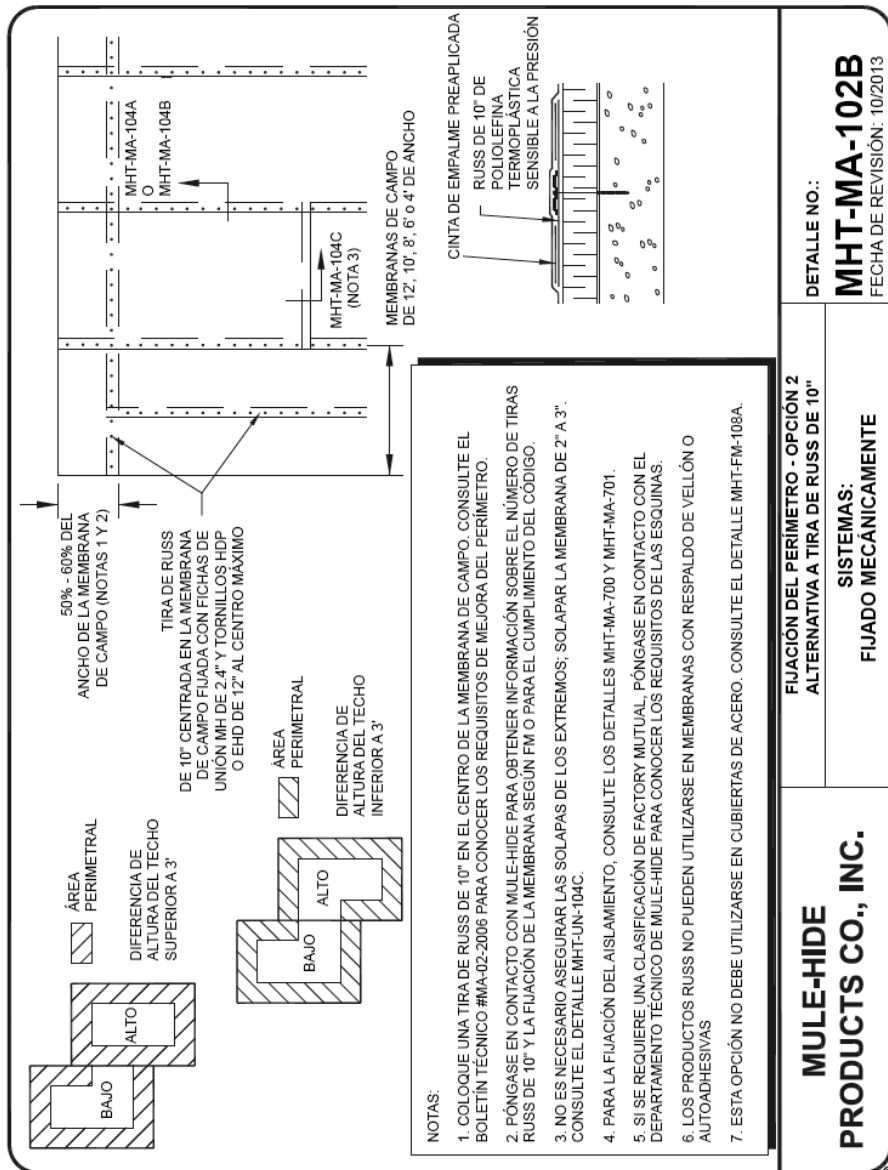 ÁREA
PERIMETRAL
DIFERENCIA DE
ALTURA DEL TECHO
SUPERIOR A 3'
BAJO
ALTO
ÁREA
PERIMETRAL
DIFERENCIA DE
ALTURA DEL TECHO
INFERIOR A 3'
BAJO
ALTO
50% - 60% DEL
ANCHO DE LA MEMBRANA
DE CAMPO (NOTAS 1 Y 2)
TIRA DE RUSS
DE 10" CENTRADA EN LA MEMBRANA
DE CAMPO FIJADA CON FICHAS DE
UNIÓN MH DE 2.4" Y TORNILLOS HDP
O EHD DE 12" AL CENTRO MÁXIMO
MHT-MA-104A
O
MHT-MA-104B
MHT-MA-104C
(NOTA 3)
MEMBRANAS DE CAMPO
DE 12', 10', 8', 6' o 4' DE ANCHO
CINTA DE EMPALME PREAPLICADA
RUSS DE 10" DE
POLIOLEFINA
TERMOPLÁSTICA
SENSIBLE A LA PRESIÓN
NOTAS:
1. COLOQUE UNA TIRA DE RUSS DE 10" EN EL CENTRO DE LA MEMBRANA DE CAMPO. CONSULTE EL
BOLETÍN TÉCNICO #MA-02-2006 PARA CONOCER LOS REQUISITOS DE MEJORA DEL PERÍMETRO.
2. PÓNGASE EN CONTACTO CON MULE-HIDE PARA OBTENER INFORMACIÓN SOBRE EL NÚMERO DE TIRAS
RUSS DE 10" Y LA FIJACIÓN DE LA MEMBRANA SEGÚN FM O PARA EL CUMPLIMIENTO DEL CÓDIGO.
3. NO ES NECESARIO ASEGURAR LAS SOLAPAS DE LOS EXTREMOS; SOLAPAR LA MEMBRANA DE 2" A 3".
CONSULTE EL DETALLE MHT-UN-104C.
4. PARA LA FIJACIÓN DEL AISLAMIENTO, CONSULTE LOS DETALLES MHT-MA-700 Y MHT-MA-701.
5. SI SE REQUIERE UNA CLASIFICACIÓN DE FACTORY MUTUAL, PÓNGASE EN CONTACTO CON EL
DEPARTAMENTO TÉCNICO DE MULE-HIDE PARA CONOCER LOS REQUISITOS DE LAS ESQUINAS.
6. LOS PRODUCTOS RUSS NO PUEDEN UTILIZARSE EN MEMBRANAS CON RESPALDO DE VELLÓN O
AUTOADHESIVAS
7. ESTA OPCIÓN NO DEBE UTILIZARSE EN CUBIERTAS DE ACERO. CONSULTE EL DETALLE MHT-FM-108A.
MULE-HIDE
PRODUCTS CO., INC.
FIJACIÓN DEL PERÍMETRO - OPCIÓN 2
ALTERNATIVA A TIRA DE RUSS DE 10"
SISTEMAS:
FIJADO MECÁNICAMENTE
DETALLE NO.:
MHT-MA-102B
FECHA DE REVISIÓN: 10/2013